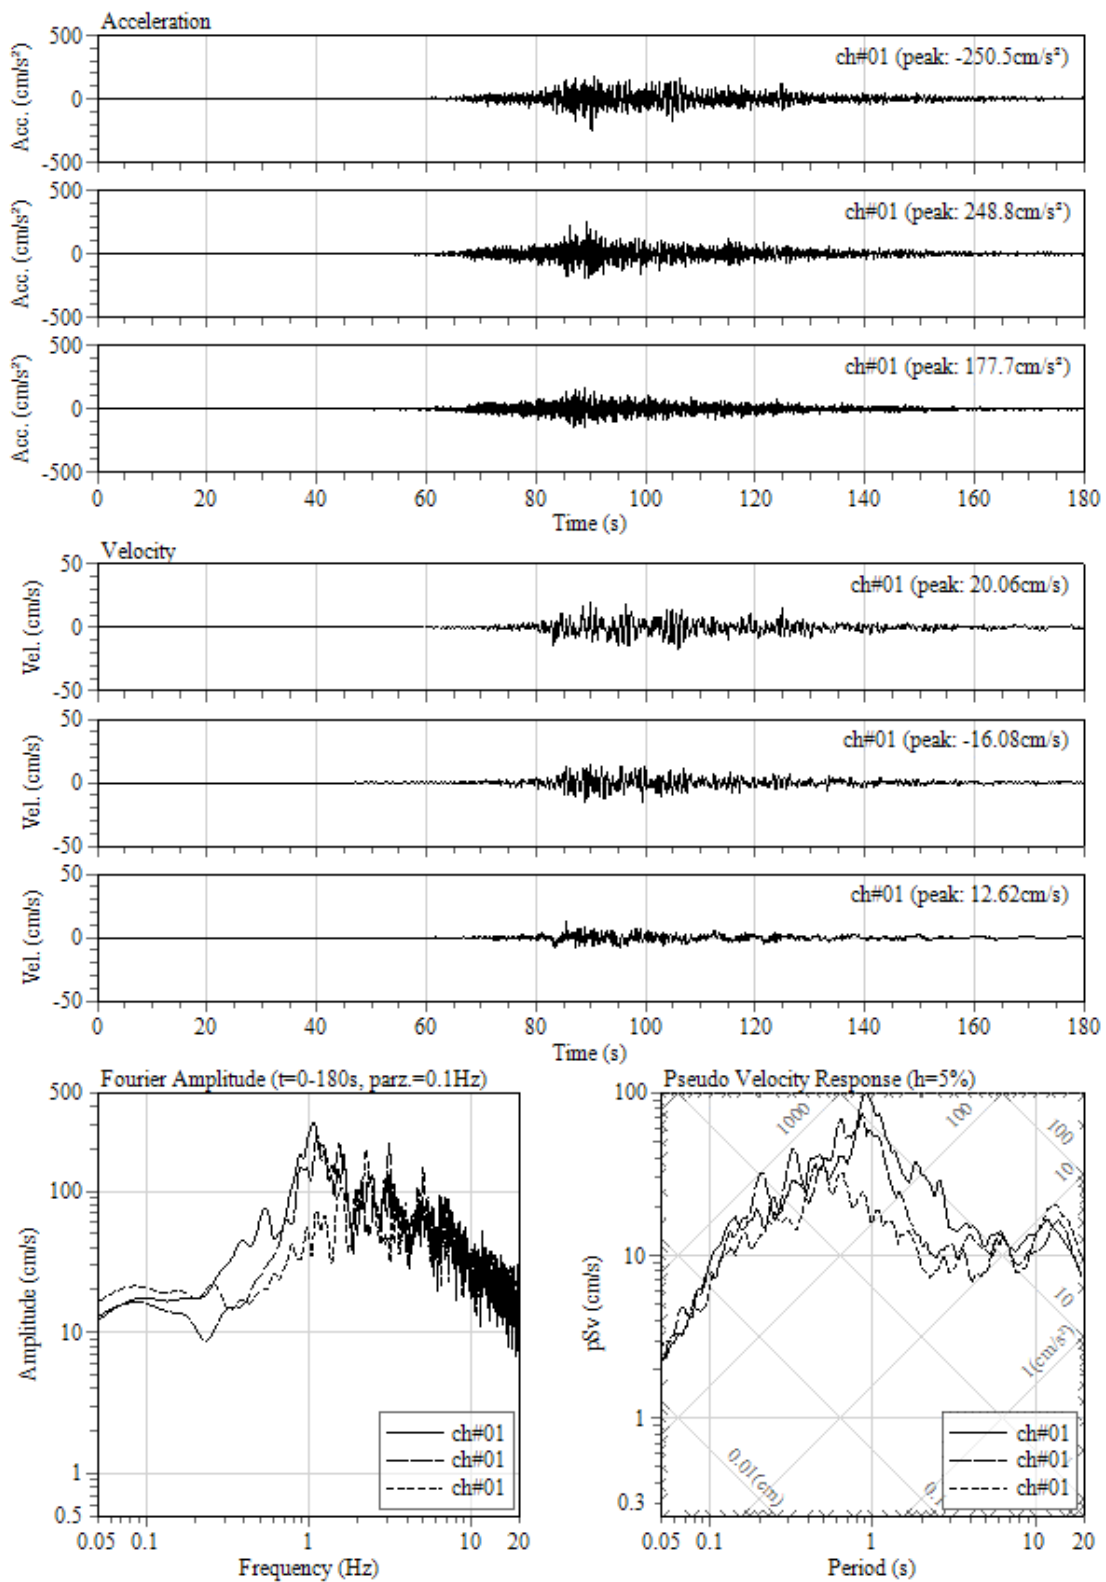 Acceleration
500
0
-500
Acc. (cm/s²)
ch#01 (peak: -250.5cm/s²)
500
0
-500
Acc. (cm/s²)
ch#01 (peak: 248.8cm/s²)
500
0
-500
Acc. (cm/s²)
ch#01 (peak: 177.7cm/s²)
0 20 40 60 80 100 120 140 160 180
Time (s)
Velocity
50
0
-50
Vel. (cm/s)
ch#01 (peak: 20.06cm/s)
50
0
-50
Vel. (cm/s)
ch#01 (peak: -16.08cm/s)
50
0
-50
Vel. (cm/s)
ch#01 (peak: 12.62cm/s)
0 20 40 60 80 100 120 140 160 180
Time (s)
Fourier Amplitude (t=0-180s, parz.=0.1Hz)
500
100
10
1
0.5
Amplitude (cm/s)
ch#01
ch#01
ch#01
0.05 0.1 1 10 20
Frequency (Hz)
Pseudo Velocity Response (h=5%)
100
10
1
0.3
pSv (cm/s)
1000
100
100
10
10
1(cm/s²)
0.01(cm)
0.1
ch#01
ch#01
ch#01
0.05 0.1 1 10 20
Period (s)